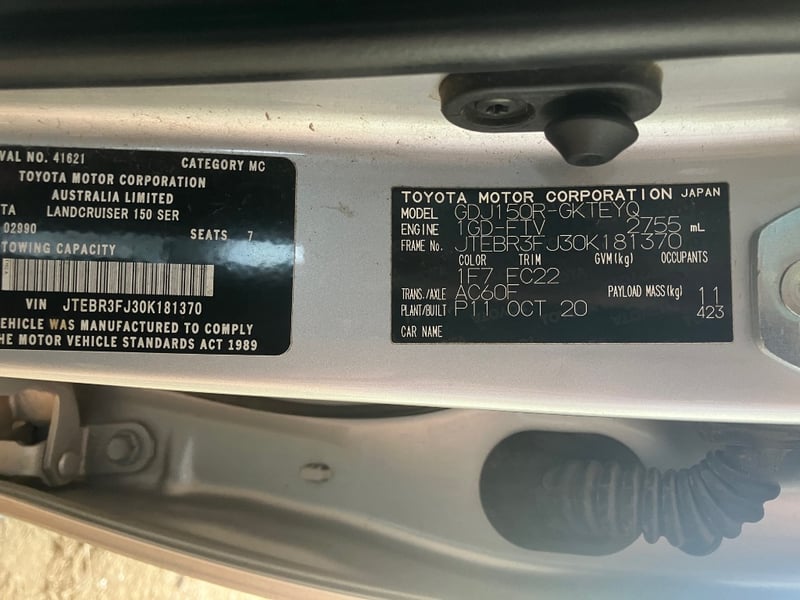 VAL NO. 41621 CATEGORY MC
TOYOTA MOTOR CORPORATION
AUSTRALIA LIMITED
TA LANDCRUISER 150 SER
02990 SEATS 7
TOWING CAPACITY
VIN JTEBR3FJ30K181370
EHICLE WAS MANUFACTURED TO COMPLY
HE MOTOR VEHICLE STANDARDS ACT 1989
TOYOTA MOTOR CORPORATION JAPAN
MODEL GDJ150R-GKTEYQ
ENGINE 1GD-FTV 2755 mL
FRAME No. JTEBR3FJ30K181370
COLOR TRIM GVM(kg) OCCUPANTS
1F7 FC22
TRANS./AXLE AC60F PAYLOAD MASS(kg) 11
PLANT/BUILT P11 OCT 20 423
CAR NAME